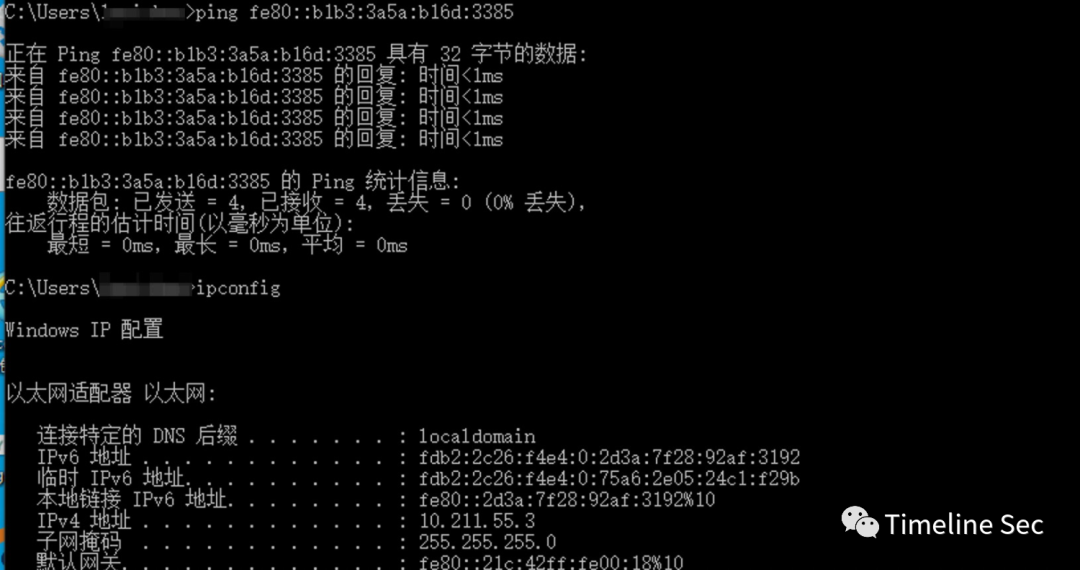 C:\Users\ >ping fe80::b1b3:3a5a:b16d:3385
正在 Ping fe80::b1b3:3a5a:b16d:3385 具有 32 字节的数据:
来自 fe80::b1b3:3a5a:b16d:3385 的回复: 时间<1ms
来自 fe80::b1b3:3a5a:b16d:3385 的回复: 时间<1ms
来自 fe80::b1b3:3a5a:b16d:3385 的回复: 时间<1ms
来自 fe80::b1b3:3a5a:b16d:3385 的回复: 时间<1ms
fe80::b1b3:3a5a:b16d:3385 的 Ping 统计信息:
数据包: 已发送 = 4, 已接收 = 4, 丢失 = 0 (0% 丢失),
往返行程的估计时间(以毫秒为单位):
最短 = 0ms, 最长 = 0ms, 平均 = 0ms
C:\Users\ >ipconfig
Windows IP 配置
以太网适配器 以太网:
连接特定的 DNS 后缀 . . . . . . . : localdomain
IPv6 地址 . . . . . . . . . . . . : fdb2:2c26:f4e4:0:2d3a:7f28:92af:3192
临时 IPv6 地址. . . . . . . . . . : fdb2:2c26:f4e4:0:75a6:2e05:24c1:f29b
本地链接 IPv6 地址. . . . . . . . : fe80::2d3a:7f28:92af:3192%10
IPv4 地址 . . . . . . . . . . . . : 10.211.55.3
子网掩码 . . . . . . . . . . . . : 255.255.255.0
默认网关. . . . . . . . . . . . . : fe80::21c:42ff:fe00:18%10
Timeline Sec